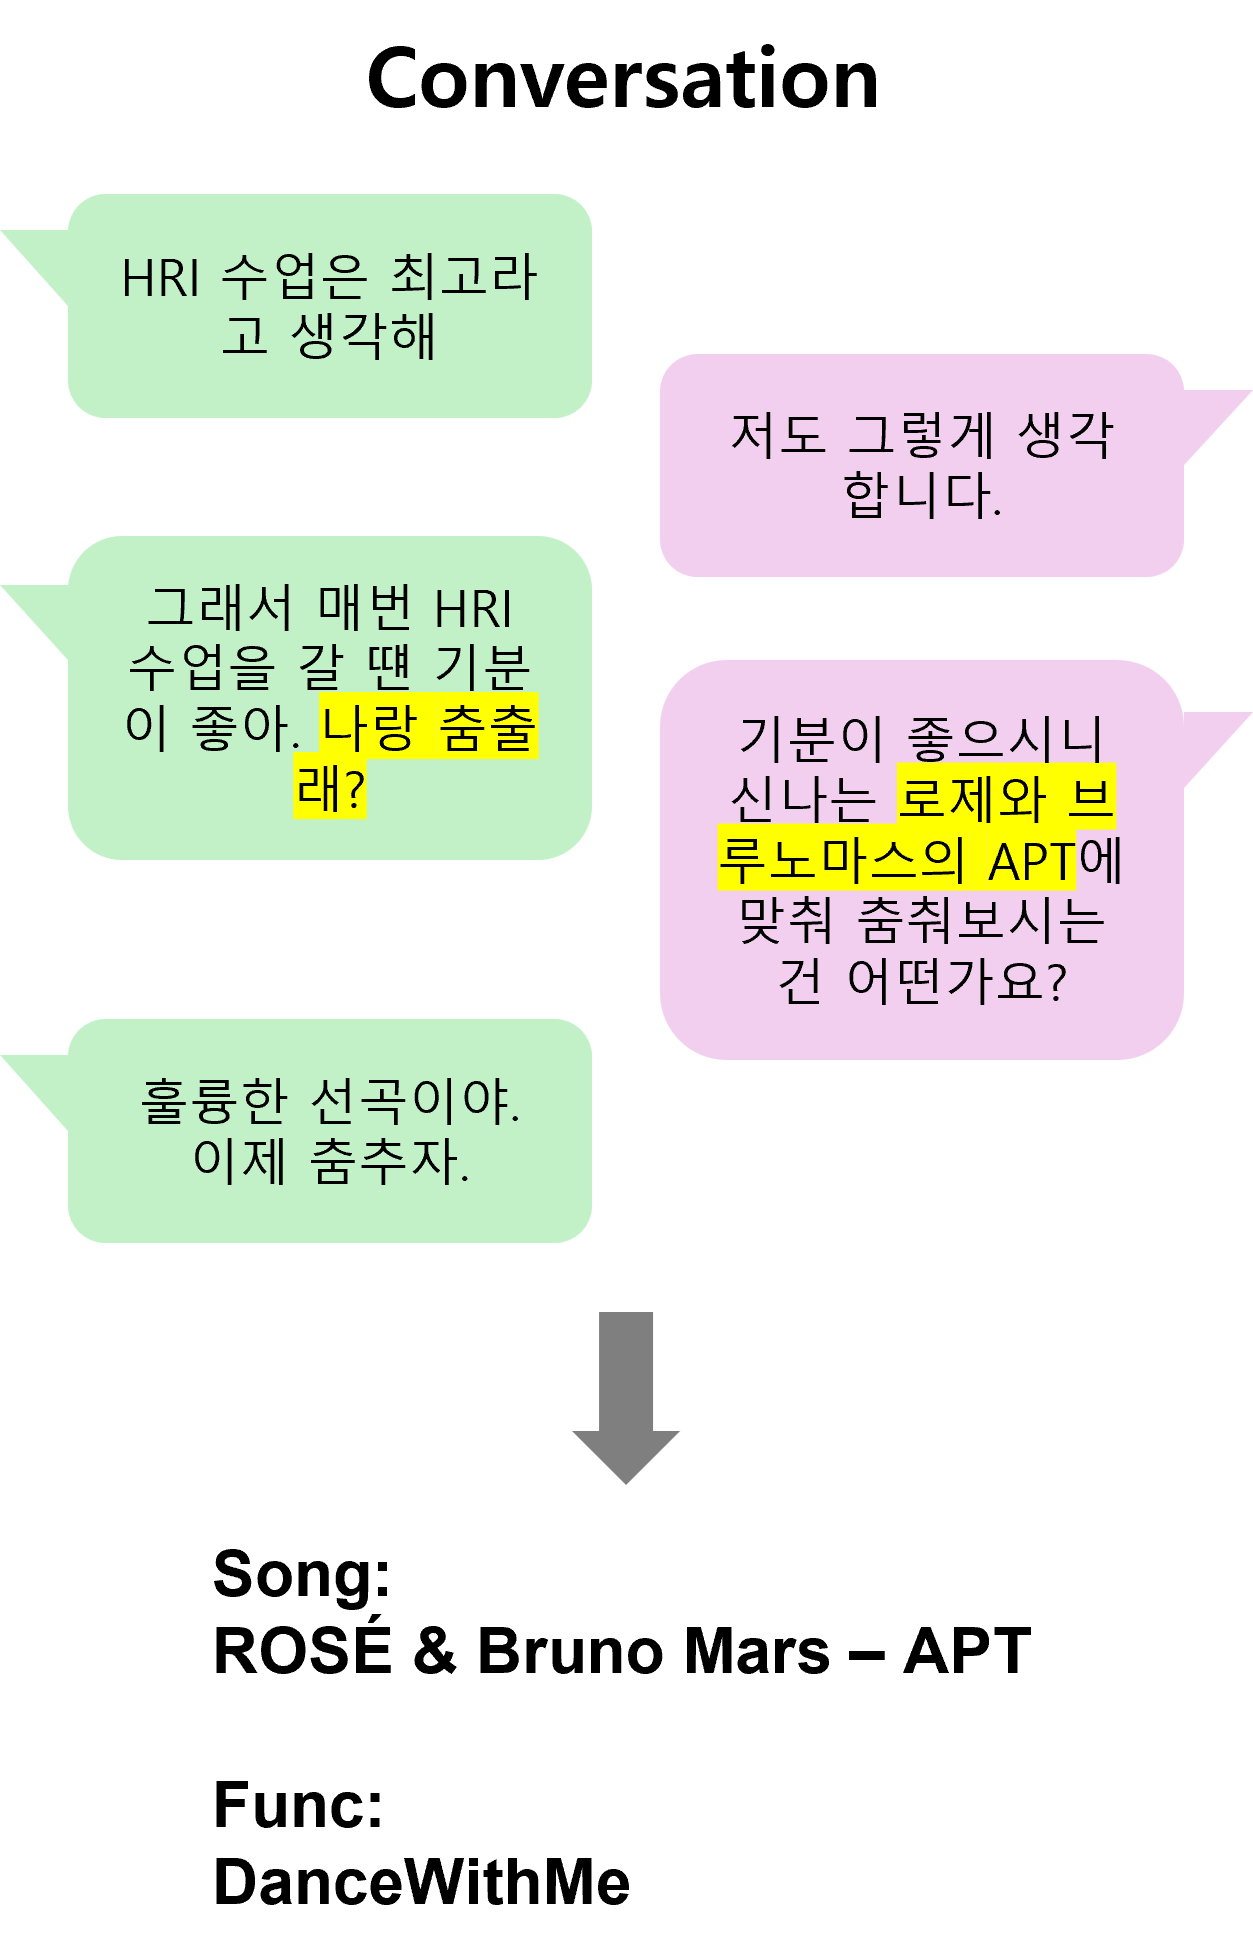 Conversation
HRI 수업은 최고라
고 생각해
저도 그렇게 생각
합니다.
그래서 매번 HRI
수업을 갈 떈 기분
이 좋아. 나랑 춤출
래?
기분이 좋으시니
신나는 로제와 브
루노마스의 APT에
맞춰 춤춰보시는
건 어떤가요?
훌륭한 선곡이야.
이제 춤추자.
Song:
ROSÉ & Bruno Mars – APT
Func:
DanceWithMe